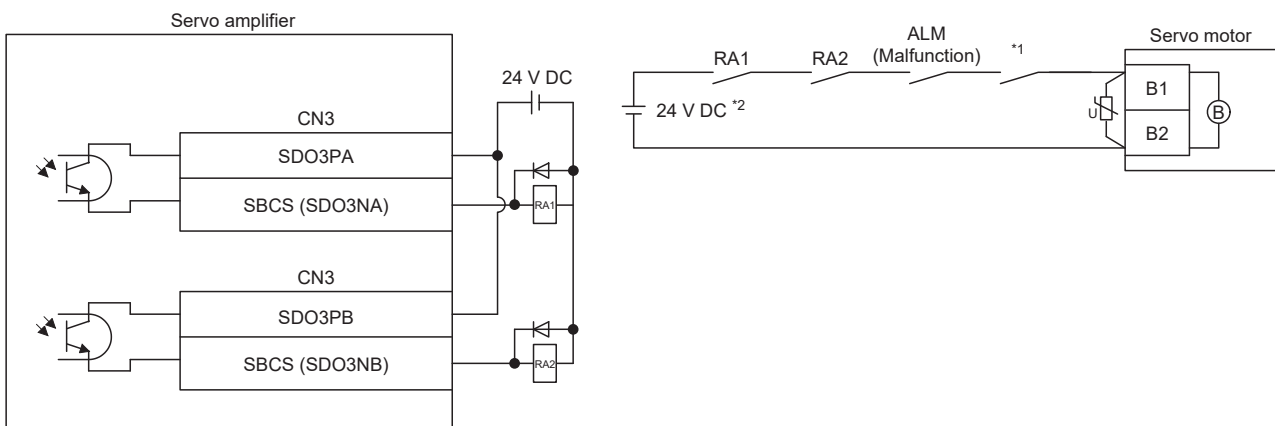 Servo amplifier
24 V DC
CN3
SDO3PA
SBCS (SDO3NA)
RA1
CN3
SDO3PB
SBCS (SDO3NB)
RA2
ALM
(Malfunction)
RA1
RA2
*1
Servo motor
24 V DC *2
U
B1
B2
B